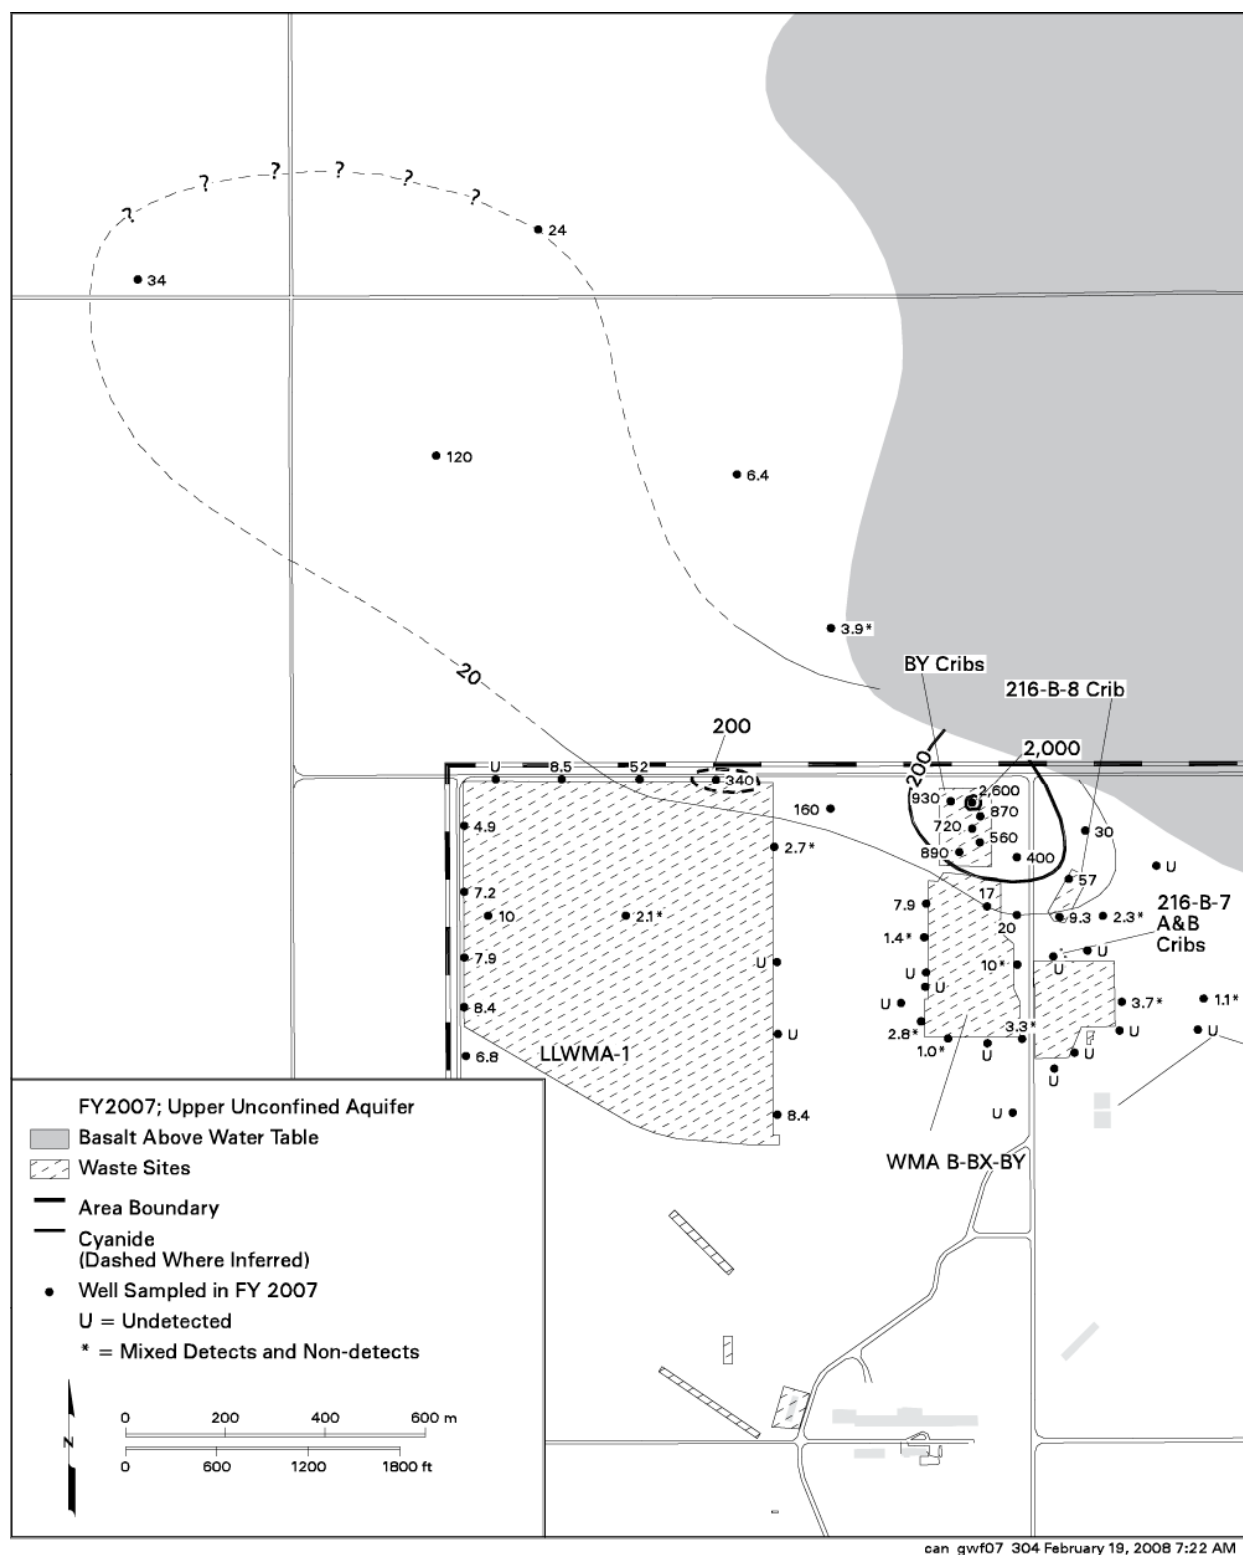 ? ? ? ? ? ?
24
34
120
6.4
3.9*
20
BY Cribs
216-B-8 Crib
200
2,000
200
U
8.5
52
340
930
2,600
870
160
720
560
30
4.9
2.7*
890
400
U
57
7.2
10
2.1*
7.9
17
20
9.3
2.3*
216-B-7
A&B
Cribs
1.4*
7.9
U
U
U
10*
U
U
8.4
U
3.7*
1.1*
2.8*
3.3*
U
U
6.8
LLWMA-1
U
1.0*
U
U
U
8.4
U
WMA B-BX-BY
FY2007; Upper Unconfined Aquifer
Basalt Above Water Table
Waste Sites
Area Boundary
Cyanide
(Dashed Where Inferred)
Well Sampled in FY 2007
U = Undetected
* = Mixed Detects and Non-detects
0 200 400 600 m
N
0 600 1200 1800 ft
can_gwf07_304 February 19, 2008 7:22 AM